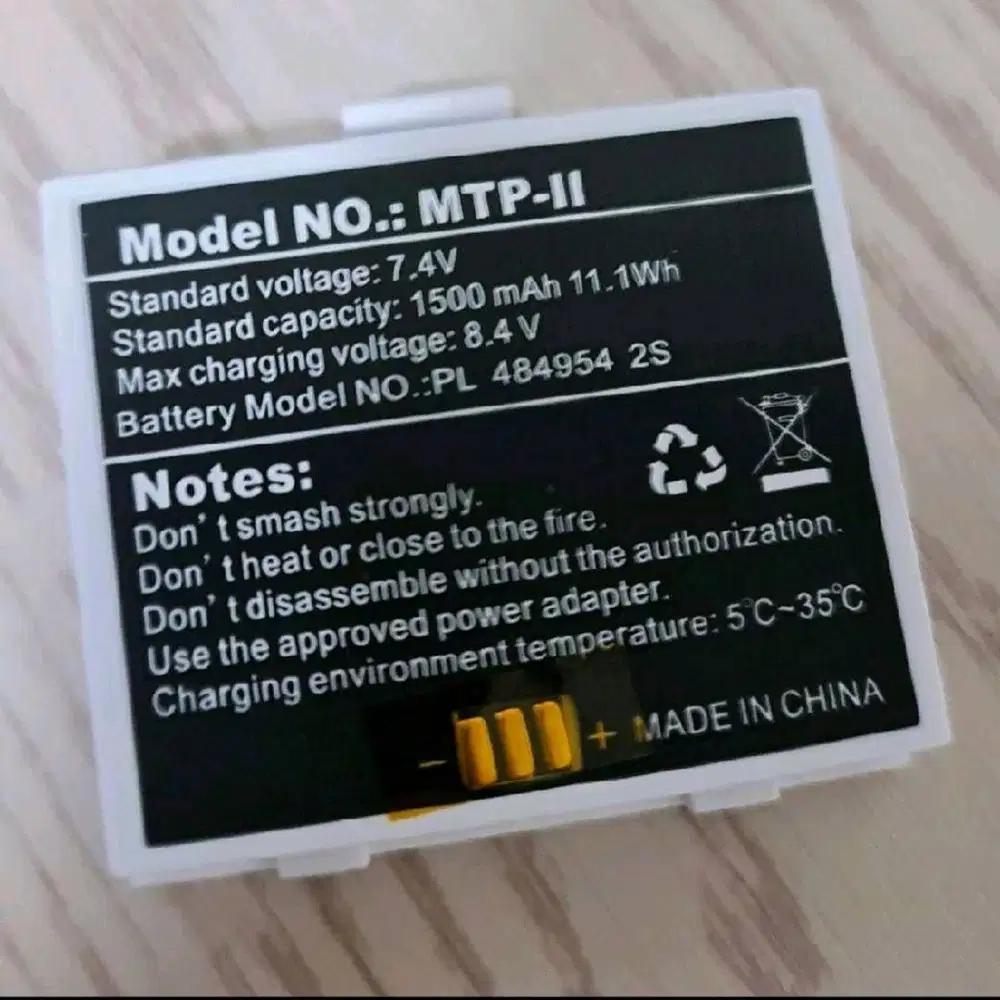 Model NO.: MTP-II
Standard voltage: 7.4V
Standard capacity: 1500 mAh 11.1Wh
Max charging voltage: 8.4 V
Battery Model NO.:PL 484954 2S
Notes:
Don't smash strongly.
Don't heat or close to the fire.
Don't disassemble without the authorization.
Use the approved power adapter.
Charging environment temperature: 5℃~35℃
- + MADE IN CHINA